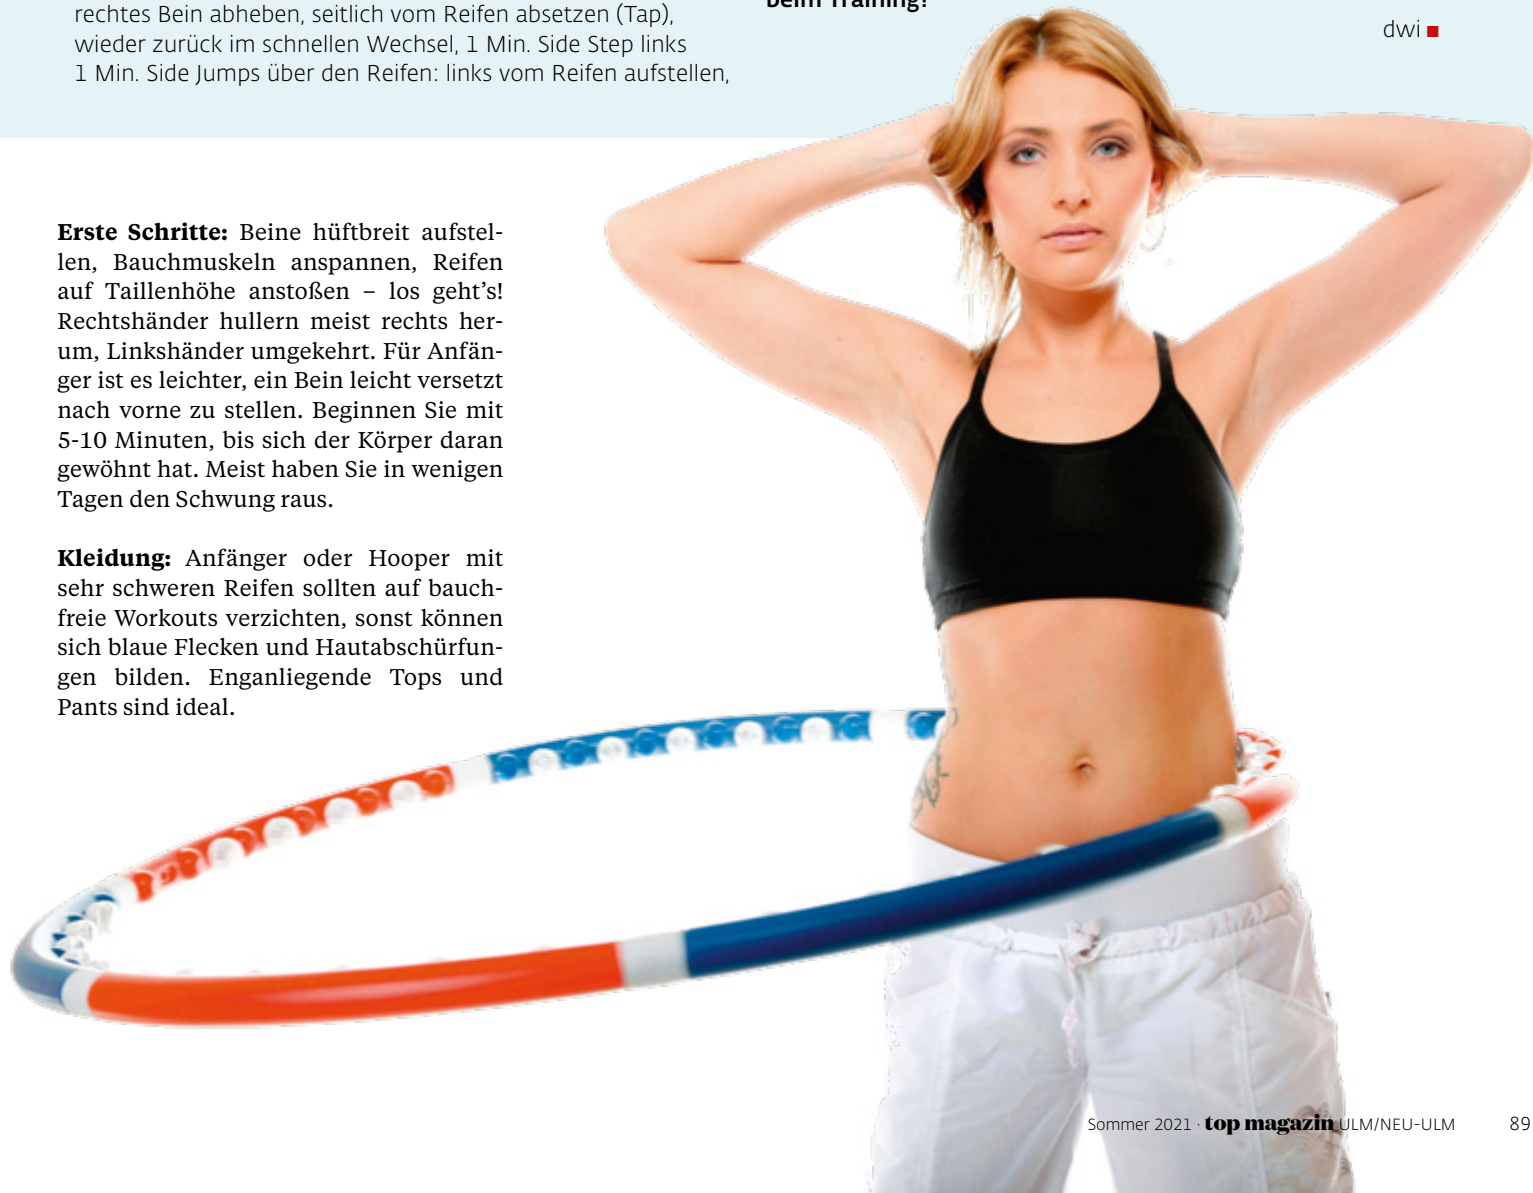 rechtes Bein abheben, seitlich vom Reifen absetzen (Tap),
wieder zurück im schnellen Wechsel, 1 Min. Side Step links
1 Min. Side Jumps über den Reifen: links vom Reifen aufstellen,
beim Training!
dwi
Erste Schritte: Beine hüftbreit aufstel-
len, Bauchmuskeln anspannen, Reifen
auf Taillenhöhe anstoßen – los geht's!
Rechtshänder hullern meist rechts her-
um, Linkshänder umgekehrt. Für Anfän-
ger ist es leichter, ein Bein leicht versetzt
nach vorne zu stellen. Beginnen Sie mit
5-10 Minuten, bis sich der Körper daran
gewöhnt hat. Meist haben Sie in wenigen
Tagen den Schwung raus.
Kleidung: Anfänger oder Hooper mit
sehr schweren Reifen sollten auf bauch-
freie Workouts verzichten, sonst können
sich blaue Flecken und Hautabschürfun-
gen bilden. Enganliegende Tops und
Pants sind ideal.
Sommer 2021 · top magazin ULM/NEU-ULM 89